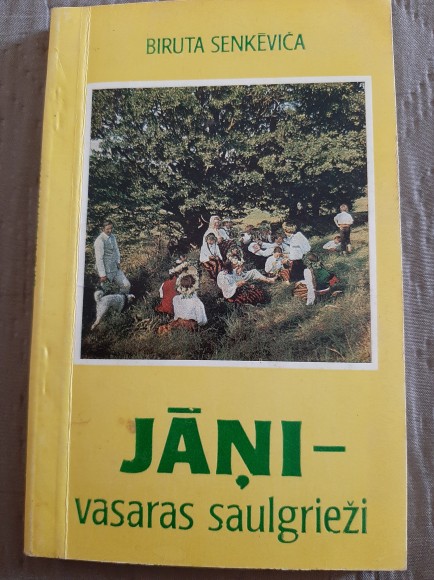 BIRUTA SENKĒVIČA
JĀŅI –
vasaras saulgrieži